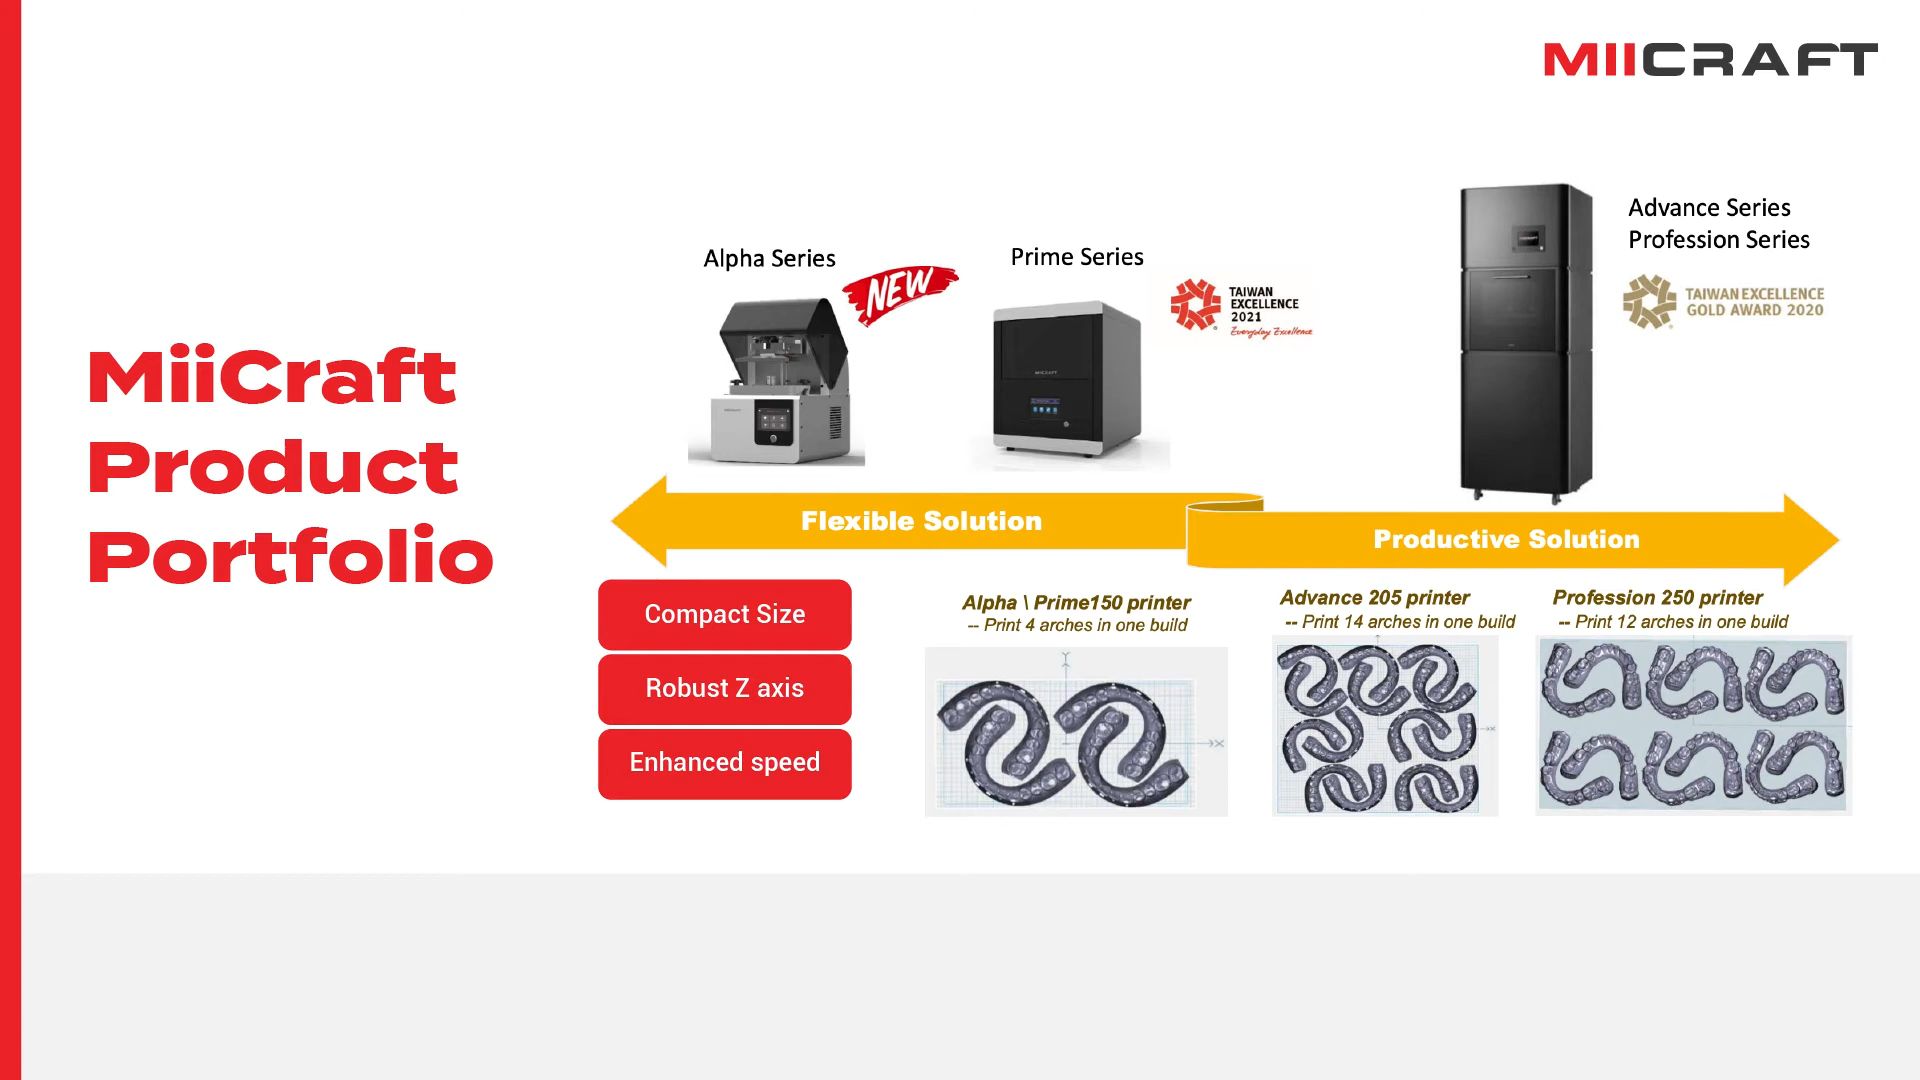 MIICRAFT
MiiCraft
Product
Portfolio
Alpha Series
NEW
Prime Series
TAIWAN
EXCELLENCE
2021
Everyday Excellence
Advance Series
Profession Series
TAIWAN EXCELLENCE
GOLD AWARD 2020
MIICRAFT
Flexible Solution
Productive Solution
Compact Size
Robust Z axis
Enhanced speed
Alpha \ Prime150 printer
-- Print 4 arches in one build
Y
X
Advance 205 printer
-- Print 14 arches in one build
X
Profession 250 printer
-- Print 12 arches in one build